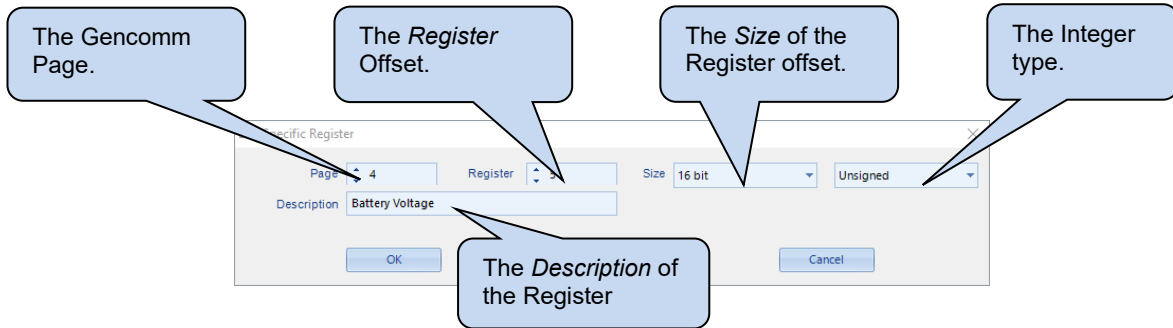 The Gencomm
Page.
The Register
Offset.
The Size of the
Register offset.
The Integer
type.
ecific Register
Page 4 Register Size 16 bit Unsigned
Description Battery Voltage
OK Cancel
The Description of
the Register